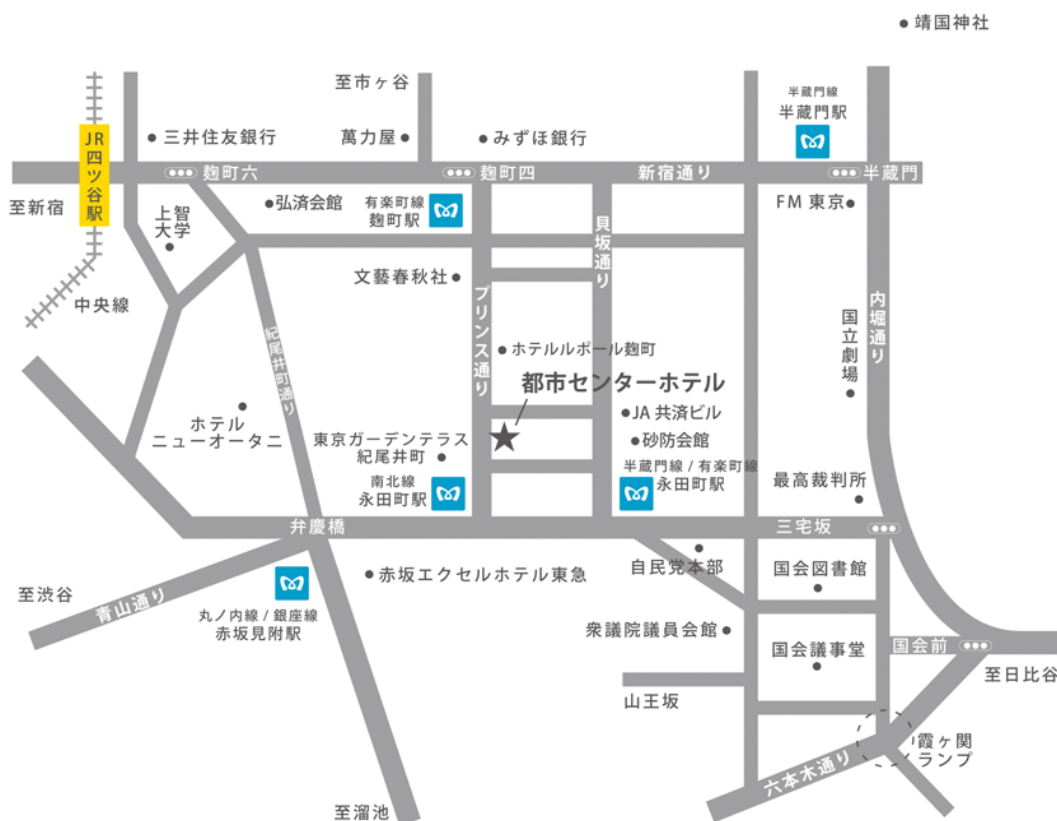 靖国神社
至市ヶ谷
半蔵門線
半蔵門駅
三井住友銀行
萬力屋
みずほ銀行
JR四ツ谷駅
麹町六
麹町四
新宿通り
半蔵門
至新宿
上智
大学
弘済会館
有楽町線
麹町駅
貝坂通り
FM 東京
中央線
文藝春秋社
プリンス通り
内堀通り
紀尾井町通り
国立劇場
ホテルルポール麹町
都市センターホテル
JA 共済ビル
砂防会館
ホテル
ニューオータニ
東京ガーデンテラス
紀尾井町
半蔵門線 / 有楽町線
永田町駅
南北線
永田町駅
最高裁判所
弁慶橋
三宅坂
自民党本部
国会図書館
赤坂エクセルホテル東急
至渋谷
青山通り
丸ノ内線 / 銀座線
赤坂見附駅
衆議院議員会館
国会議事堂
国会前
至日比谷
山王坂
霞ヶ関
ランプ
六本木通り
至溜池